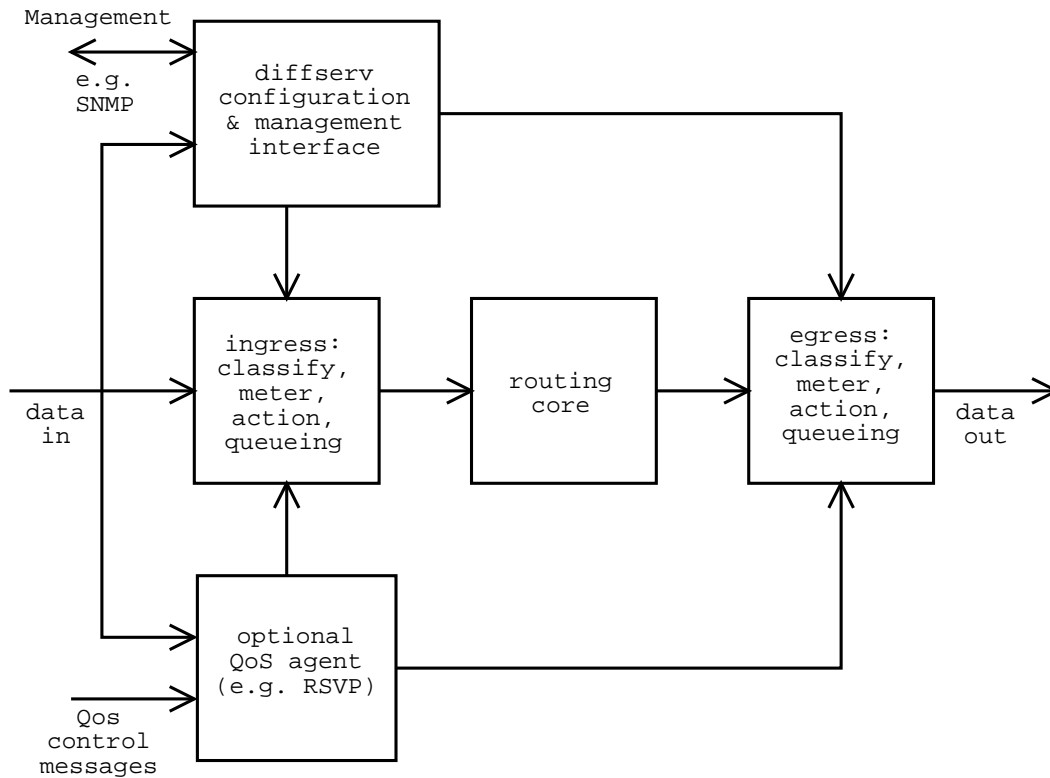 Management
e.g.
SNMP
diffserv
configuration
& management
interface
ingress:
classify,
meter,
action,
queueing
routing
core
egress:
classify,
meter,
action,
queueing
data
in
data
out
optional
QoS agent
(e.g. RSVP)
Qos
control
messages